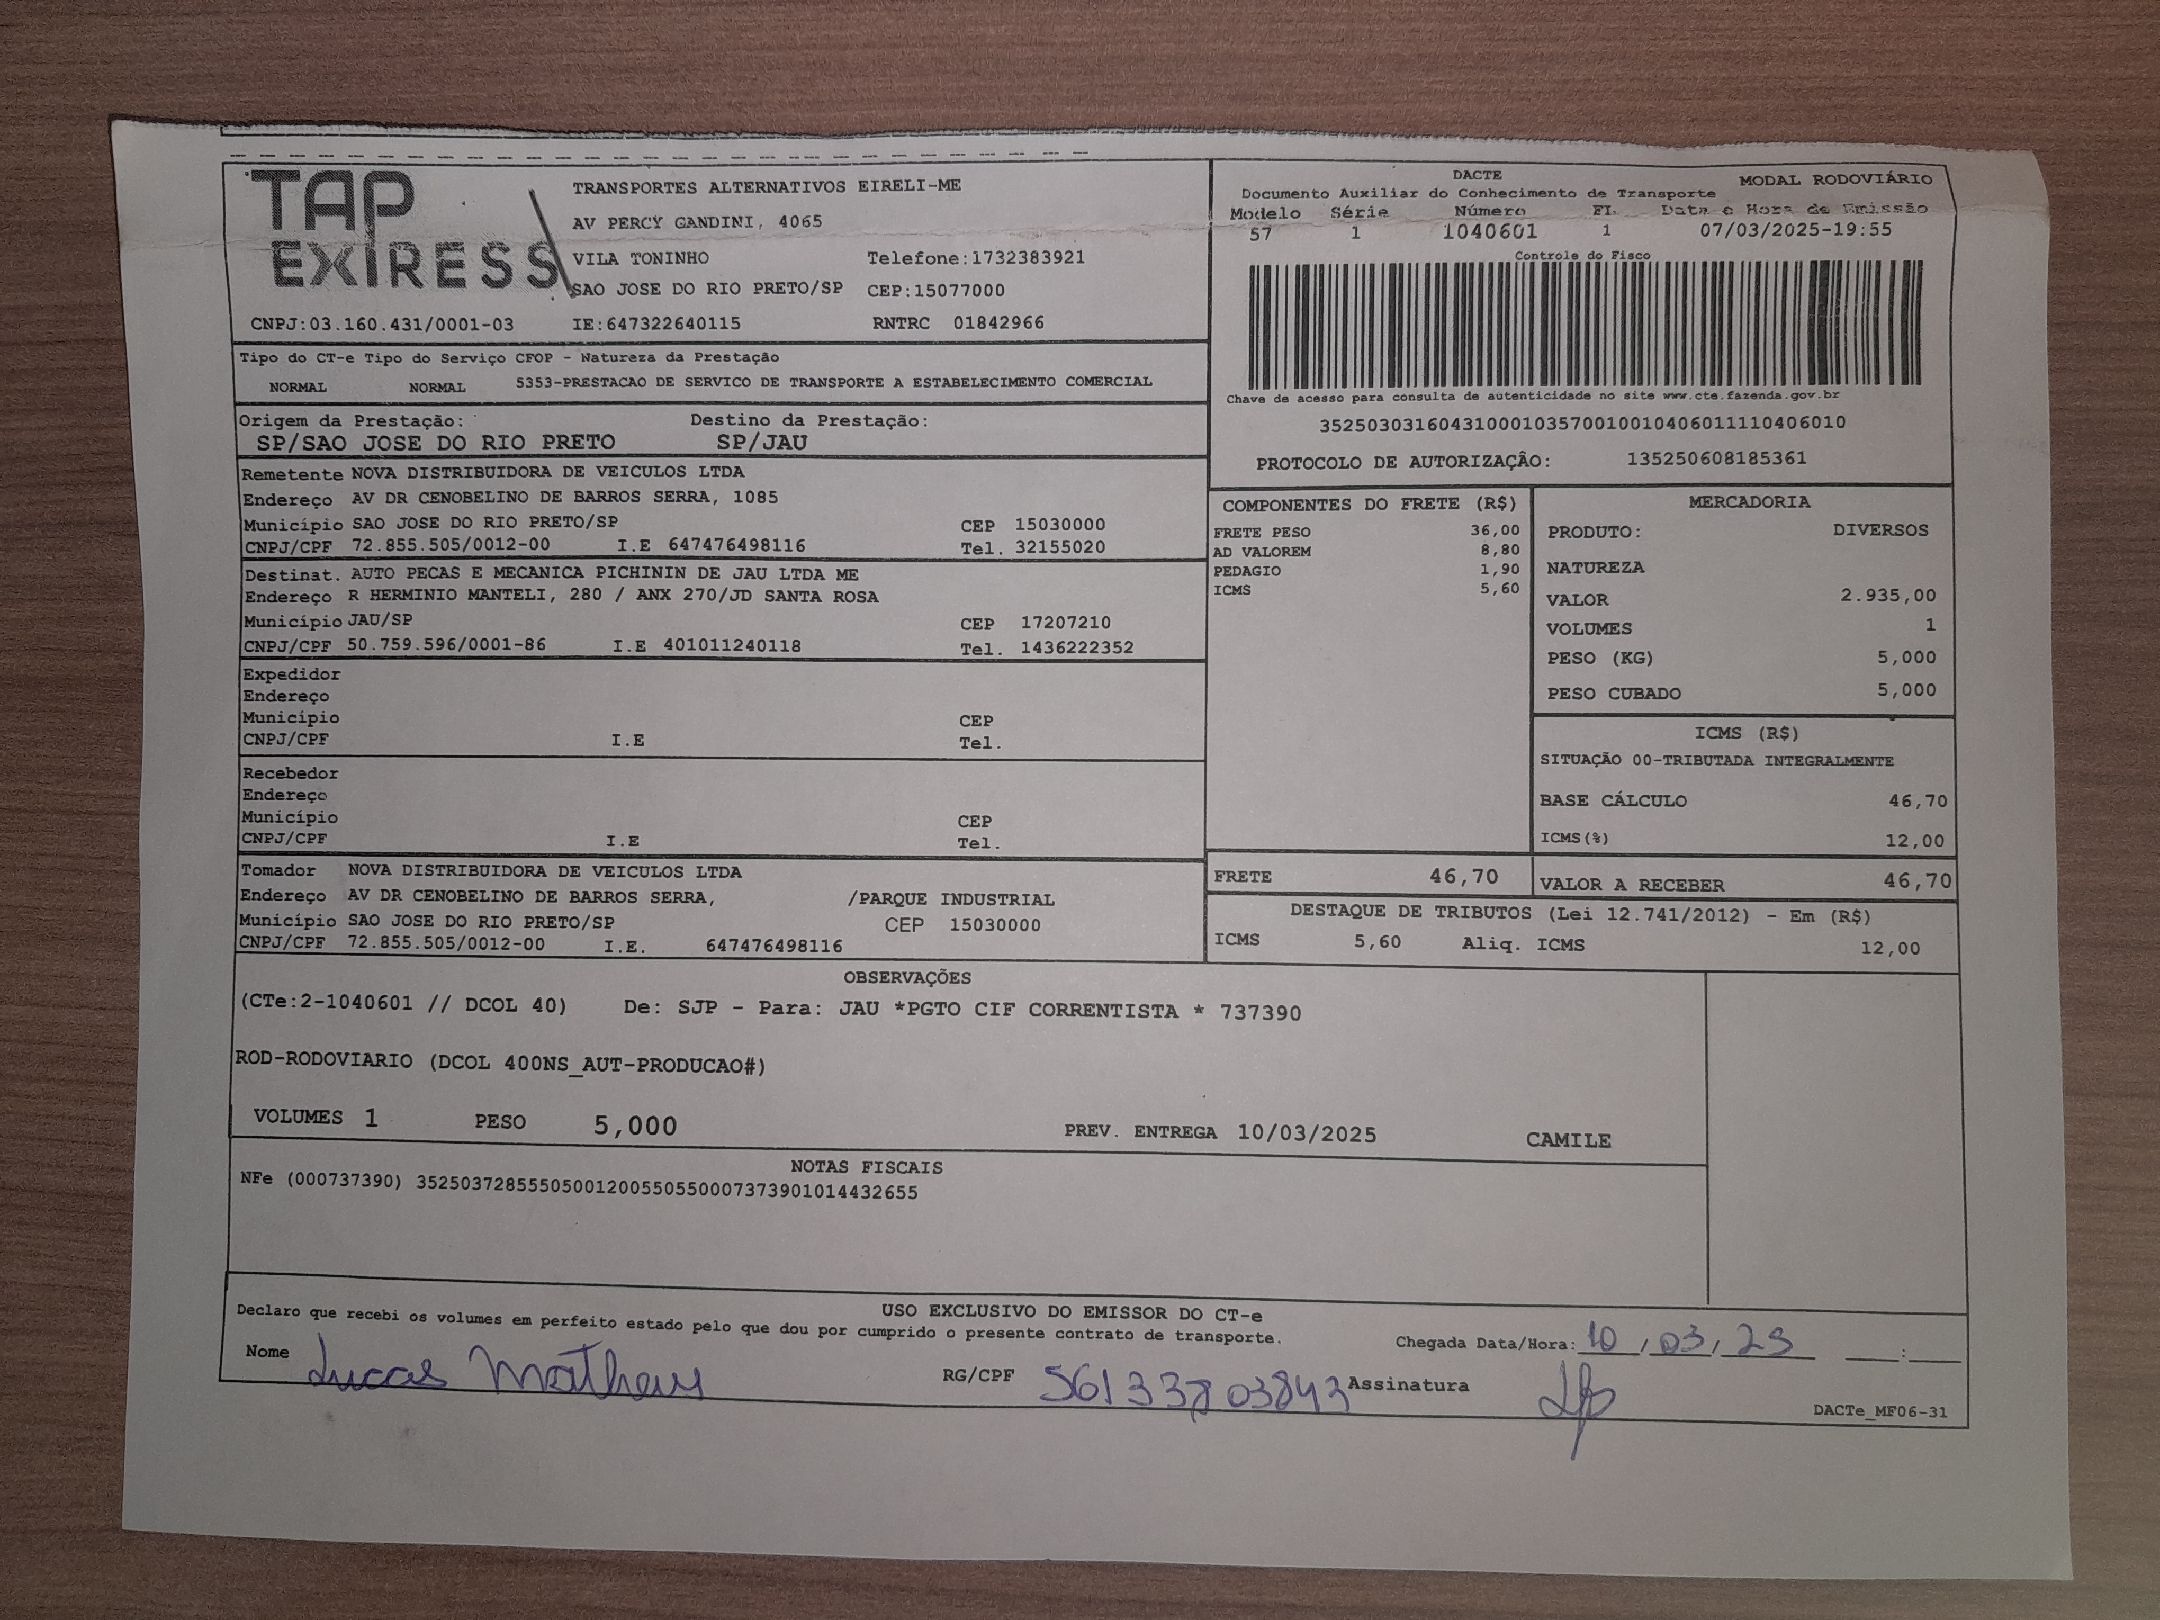 TAP
EXIRESS
TRANSPORTES ALTERNATIVOS EIRELI-ME
AV PERCY GANDINI, 4065
VILA TONINHO Telefone:1732383921
SAO JOSE DO RIO PRETO/SP CEP:15077000
CNPJ:03.160.431/0001-03 IE:647322640115 RNTRC 01842966
DACTE
Documento Auxiliar do Conhecimento de Transporte MODAL RODOVIÁRIO
Modelo Série Número FL Data e Hora de Emissão
57 1 1040601 1 07/03/2025-19:55
Controle do Fisco
Chave de acesso para consulta de autenticidade no site www.cte.fazenda.gov.br
35250303160431000103570010010406011110406010
PROTOCOLO DE AUTORIZAÇÃO: 135250608185361
Tipo do CT-e Tipo do Serviço CFOP - Natureza da Prestação
NORMAL NORMAL 5353-PRESTACAO DE SERVICO DE TRANSPORTE A ESTABELECIMENTO COMERCIAL
Origem da Prestação: Destino da Prestação:
SP/SAO JOSE DO RIO PRETO SP/JAU
Remetente NOVA DISTRIBUIDORA DE VEICULOS LTDA
Endereço AV DR CENOBELINO DE BARROS SERRA, 1085
Município SAO JOSE DO RIO PRETO/SP CEP 15030000
CNPJ/CPF 72.855.505/0012-00 I.E 647476498116 Tel. 32155020
Destinat. AUTO PECAS E MECANICA PICHININ DE JAU LTDA ME
Endereço R HERMINIO MANTELI, 280 / ANX 270/JD SANTA ROSA
Município JAU/SP CEP 17207210
CNPJ/CPF 50.759.596/0001-86 I.E 401011240118 Tel. 1436222352
Expedidor
Endereço
Município CEP
CNPJ/CPF I.E Tel.
Recebedor
Endereço
Município CEP
CNPJ/CPF I.E Tel.
Tomador NOVA DISTRIBUIDORA DE VEICULOS LTDA
Endereço AV DR CENOBELINO DE BARROS SERRA, /PARQUE INDUSTRIAL
Município SAO JOSE DO RIO PRETO/SP CEP 15030000
CNPJ/CPF 72.855.505/0012-00 I.E. 647476498116
COMPONENTES DO FRETE (R$)
FRETE PESO 36,00
AD VALOREM 8,80
PEDAGIO 1,90
ICMS 5,60
MERCADORIA
PRODUTO: DIVERSOS
NATUREZA
VALOR 2.935,00
VOLUMES 1
PESO (KG) 5,000
PESO CUBADO 5,000
ICMS (R$)
SITUAÇÃO 00-TRIBUTADA INTEGRALMENTE
BASE CÁLCULO 46,70
ICMS(%) 12,00
FRETE 46,70 VALOR A RECEBER 46,70
DESTAQUE DE TRIBUTOS (Lei 12.741/2012) - Em (R$)
ICMS 5,60 Aliq. ICMS 12,00
OBSERVAÇÕES
(CTe:2-1040601 // DCOL 40) De: SJP - Para: JAU *PGTO CIF CORRENTISTA * 737390
ROD-RODOVIARIO (DCOL 400NS_AUT-PRODUCAO#)
VOLUMES 1 PESO 5,000 PREV. ENTREGA 10/03/2025 CAMILE
NOTAS FISCAIS
NFe (000737390) 35250372855505001200550550007373901014432655
USO EXCLUSIVO DO EMISSOR DO CT-e
Declaro que recebi os volumes em perfeito estado pelo que dou por cumprido o presente contrato de transporte.
Chegada Data/Hora: 10/03/25 __:__
Nome Lucas Matheus RG/CPF 56133803843 Assinatura
DACTe_MF06-31